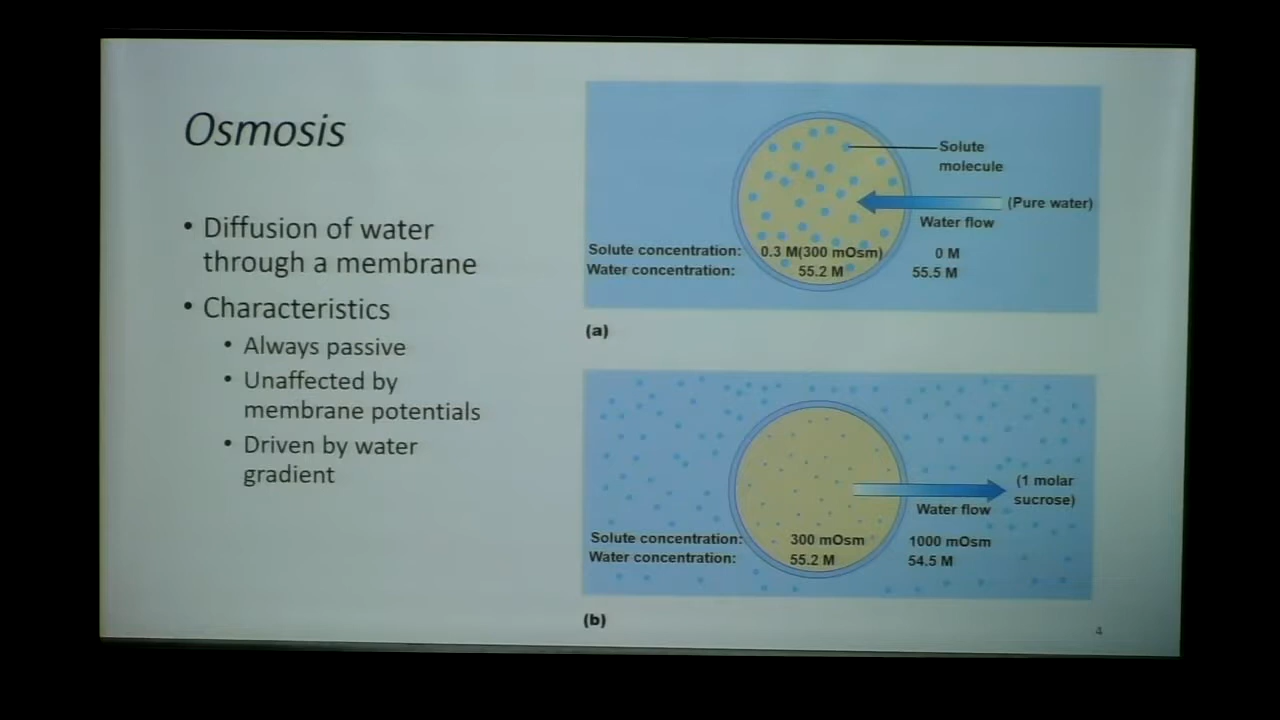 Osmosis
• Diffusion of water
through a membrane
• Characteristics
• Always passive
• Unaffected by
membrane potentials
• Driven by water
gradient
Solute
molecule
(Pure water)
Water flow
Solute concentration: 0.3 M(300 mOsm) 0 M
Water concentration: 55.2 M 55.5 M
(a)
(1 molar
sucrose)
Water flow
Solute concentration: 300 mOsm 1000 mOsm
Water concentration: 55.2 M 54.5 M
(b)
4